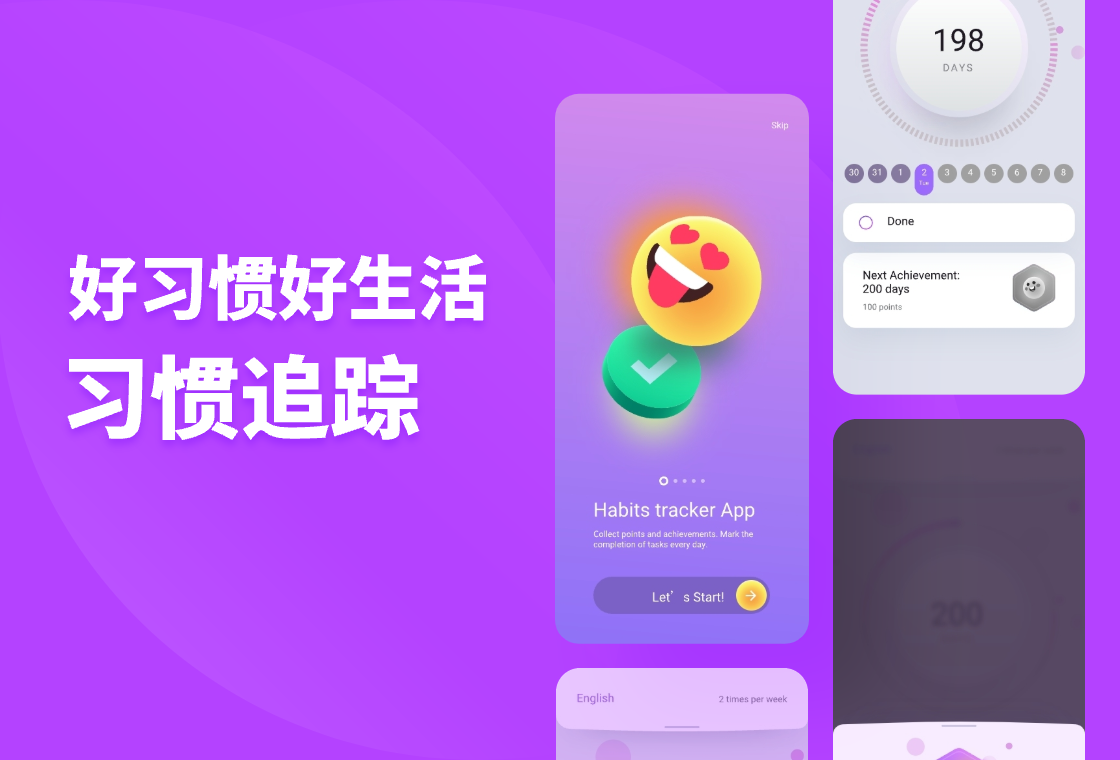 好习惯好生活
习惯追踪
Skip
Habits tracker App
Collect points and achievements. Mark the
completion of tasks every day.
Let’ s Start!
English
2 times per week
198
DAYS
30 31 1 2 3 4 5 6 7 8
Tue
Done
Next Achievement:
200 days
100 points
200